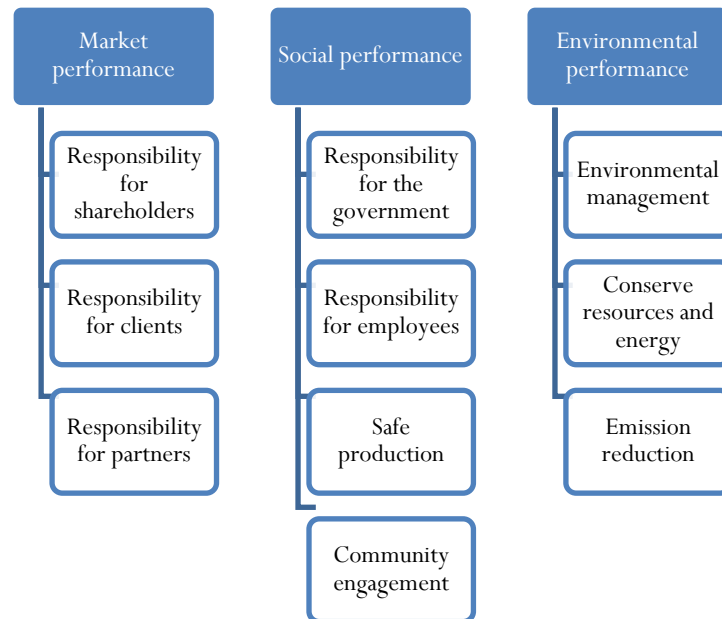 Market
performance
Responsibility
for
shareholders
Responsibility
for clients
Responsibility
for partners
Social performance
Responsibility
for the
government
Responsibility
for employees
Safe
production
Community
engagement
Environmental
performance
Environmental
management
Conserve
resources and
energy
Emission
reduction